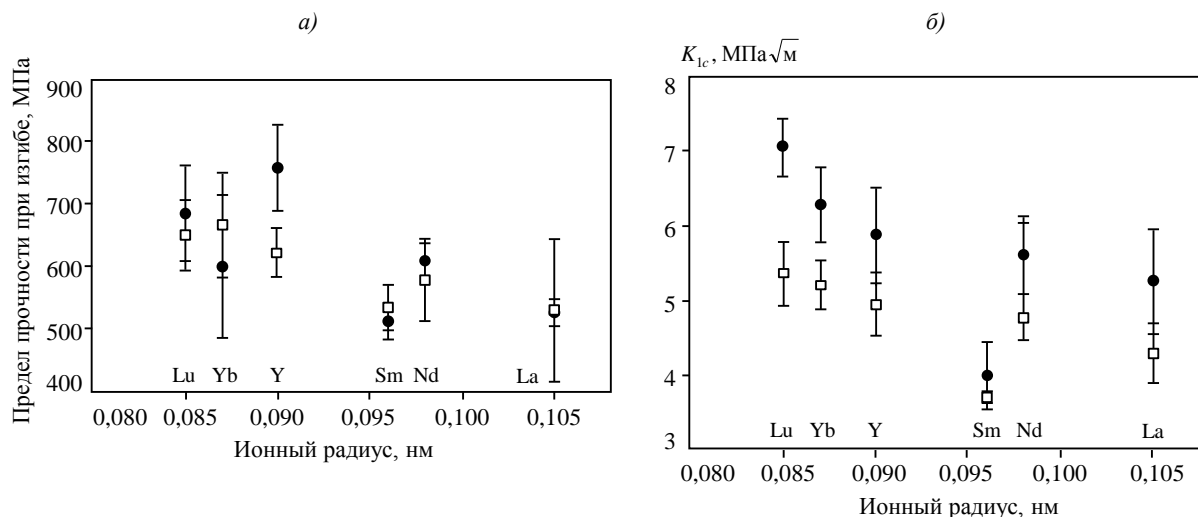 а)
Предел прочности при изгибе, МПа
900
800
700
600
500
400
Lu Yb Y Sm Nd La
0,080 0,085 0,090 0,095 0,100 0,105
Ионный радиус, нм
б)
K1c, МПа√м
8
7
6
5
4
3
Lu Yb Y Sm Nd La
0,080 0,085 0,090 0,095 0,100 0,105
Ионный радиус, нм